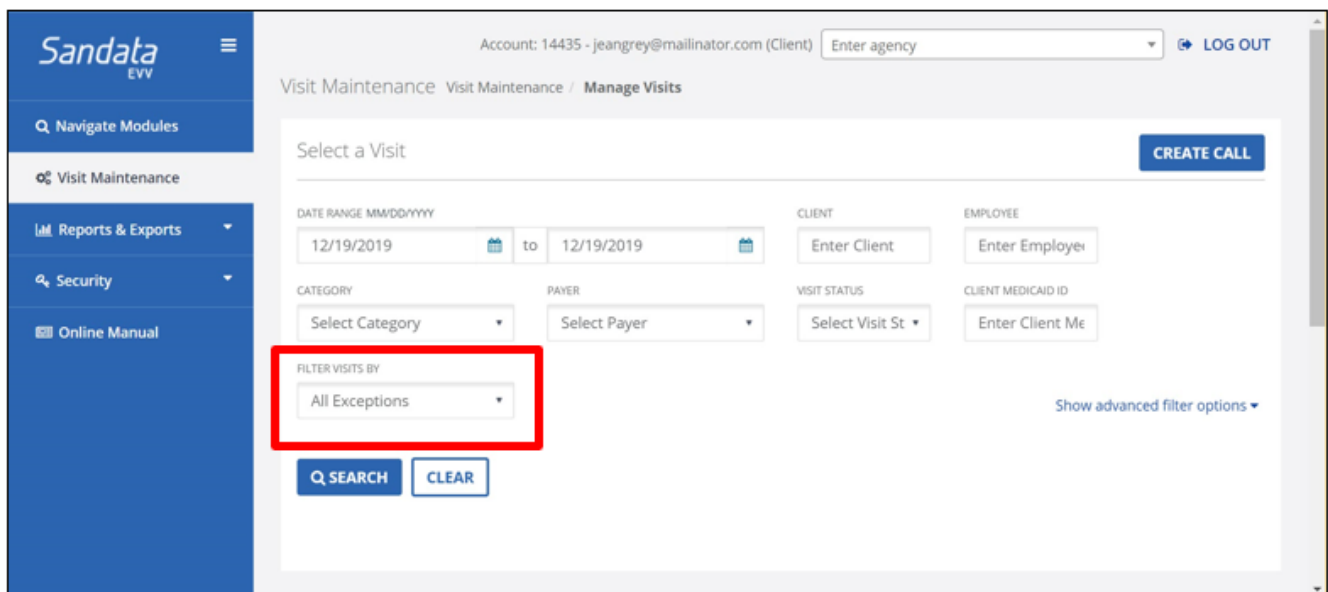 Sandata
EVV
Account: 14435 - jeangrey@mailinator.com (Client) Enter agency LOG OUT
Visit Maintenance Visit Maintenance / Manage Visits
Navigate Modules
Visit Maintenance
Reports & Exports
Security
Online Manual
Select a Visit CREATE CALL
DATE RANGE MM/DD/YYYY CLIENT EMPLOYEE
12/19/2019 to 12/19/2019 Enter Client Enter Employe
CATEGORY PAYER VISIT STATUS CLIENT MEDICAID ID
Select Category Select Payer Select Visit St Enter Client Me
FILTER VISITS BY
All Exceptions
Show advanced filter options
SEARCH CLEAR